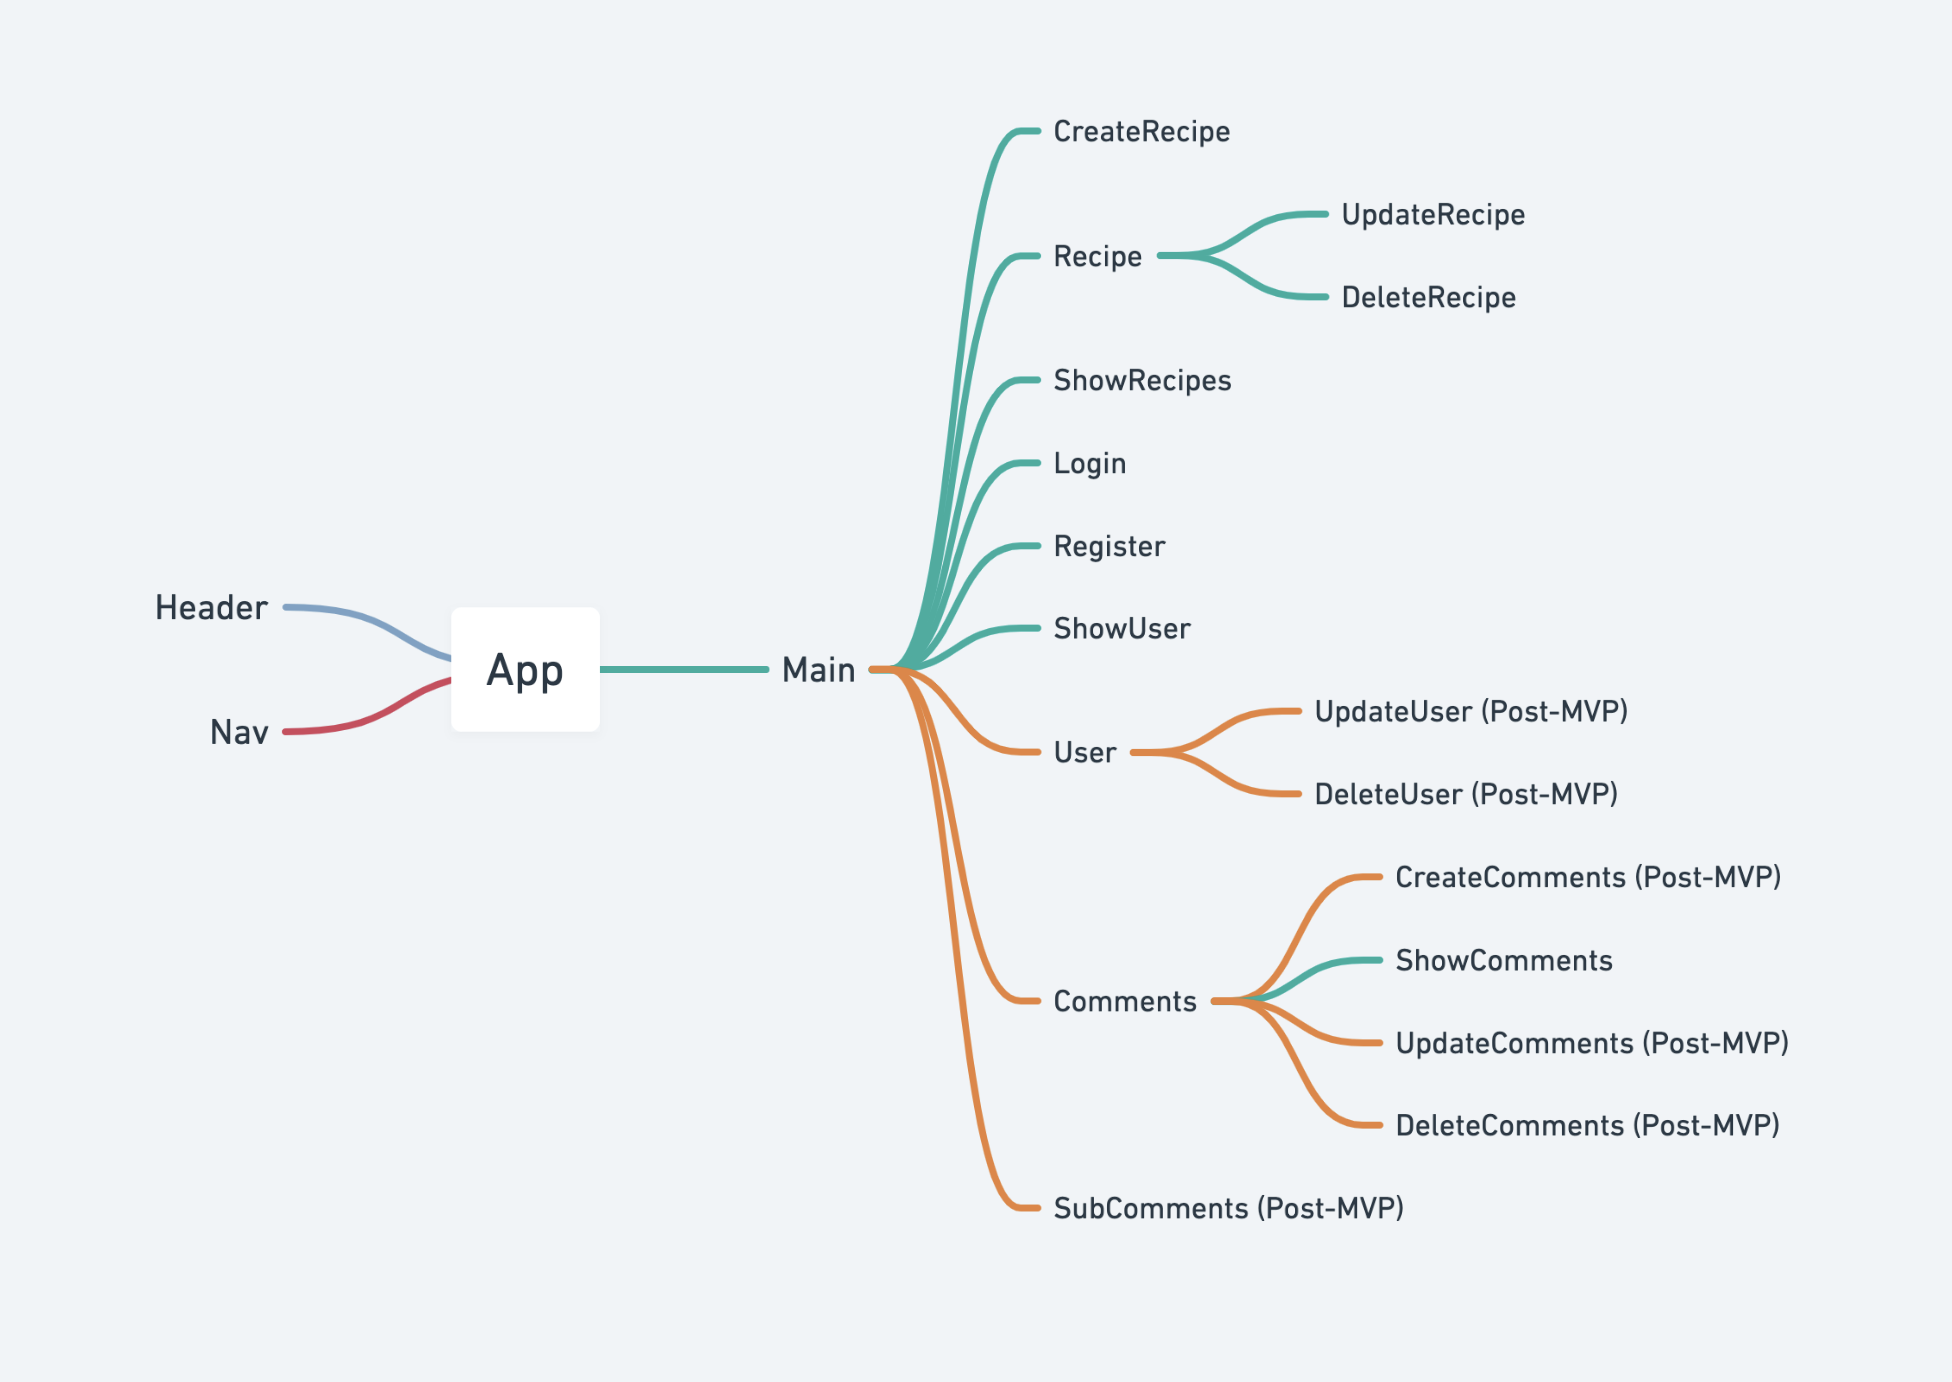 Header
Nav
App
Main
CreateRecipe
Recipe
UpdateRecipe
DeleteRecipe
ShowRecipes
Login
Register
ShowUser
User
UpdateUser (Post-MVP)
DeleteUser (Post-MVP)
Comments
CreateComments (Post-MVP)
ShowComments
UpdateComments (Post-MVP)
DeleteComments (Post-MVP)
SubComments (Post-MVP)